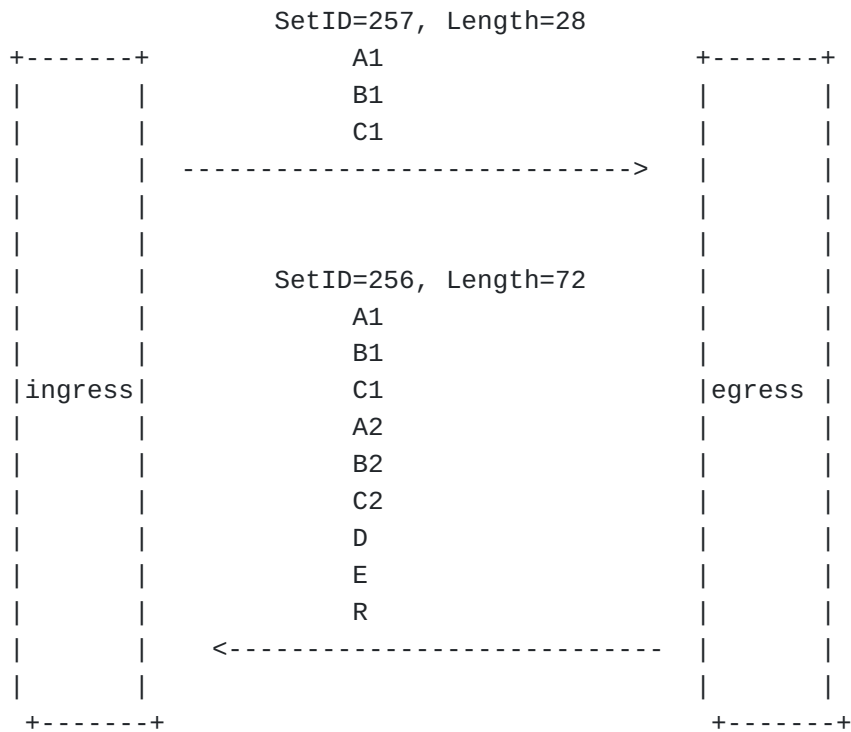 SetID=257, Length=28
+-------+             A1                    +-------+
|       |             B1                    |       |
|       |             C1                    |       |
|       |  ----------------------------->   |       |
|       |                                   |       |
|       |                                   |       |
|       |        SetID=256, Length=72       |       |
|       |             A1                    |       |
|       |             B1                    |       |
|ingress|             C1                    |egress |
|       |             A2                    |       |
|       |             B2                    |       |
|       |             C2                    |       |
|       |             D                     |       |
|       |             E                     |       |
|       |             R                     |       |
|       |    <----------------------------  |       |
|       |                                   |       |
 +-------+                                   +-------+